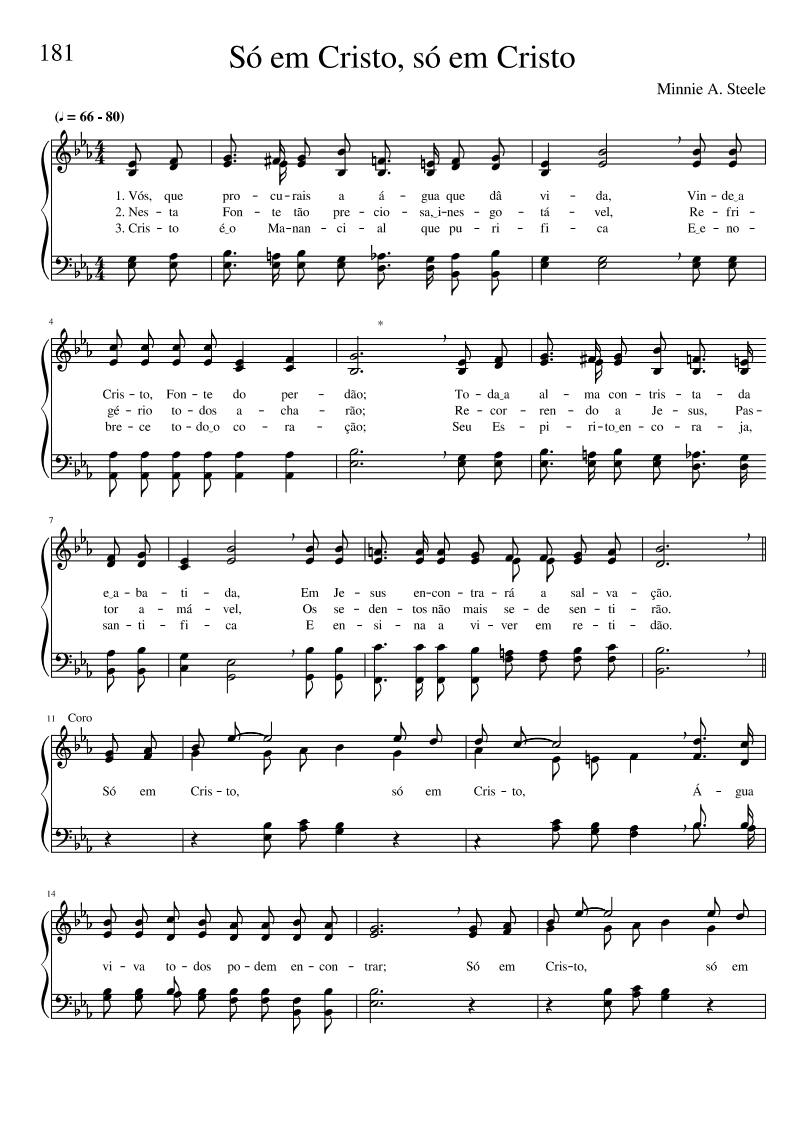 181
Só em Cristo, só em Cristo
Minnie A. Steele
(♩ = 66 - 80)
1. Vós, que pro - cu - rais a á - gua que dâ vi - da, Vin - de_a
2. Nes - ta Fon - te tão pre - cio - sa,_i - nes - go - tá - vel, Re - fri -
3. Cris - to é_o Ma - nan - ci - al que pu - ri - fi - ca E_e - no -
4
*
Cris - to, Fon - te do per - dão; To - da_a al - ma con - tris - ta - da
gé - rio to - dos a - cha - rão; Re - cor - ren - do a Je - sus, Pas -
bre - ce to - do_o co - ra - ção; Seu Es - pi - ri - to_en - co - ra - ja,
7
e_a - ba - ti - da, Em Je - sus en - con - tra - rá a sal - va - ção.
tor a - má - vel, Os se - den - tos não mais se - de sen - ti - rão.
san - ti - fi - ca E en - si - na a vi - ver em re - ti - dão.
11 Coro
Só em Cris - to, só em Cris - to, Á - gua
14
vi - va to - dos po - dem en - con - trar; Só em Cris - to, só em